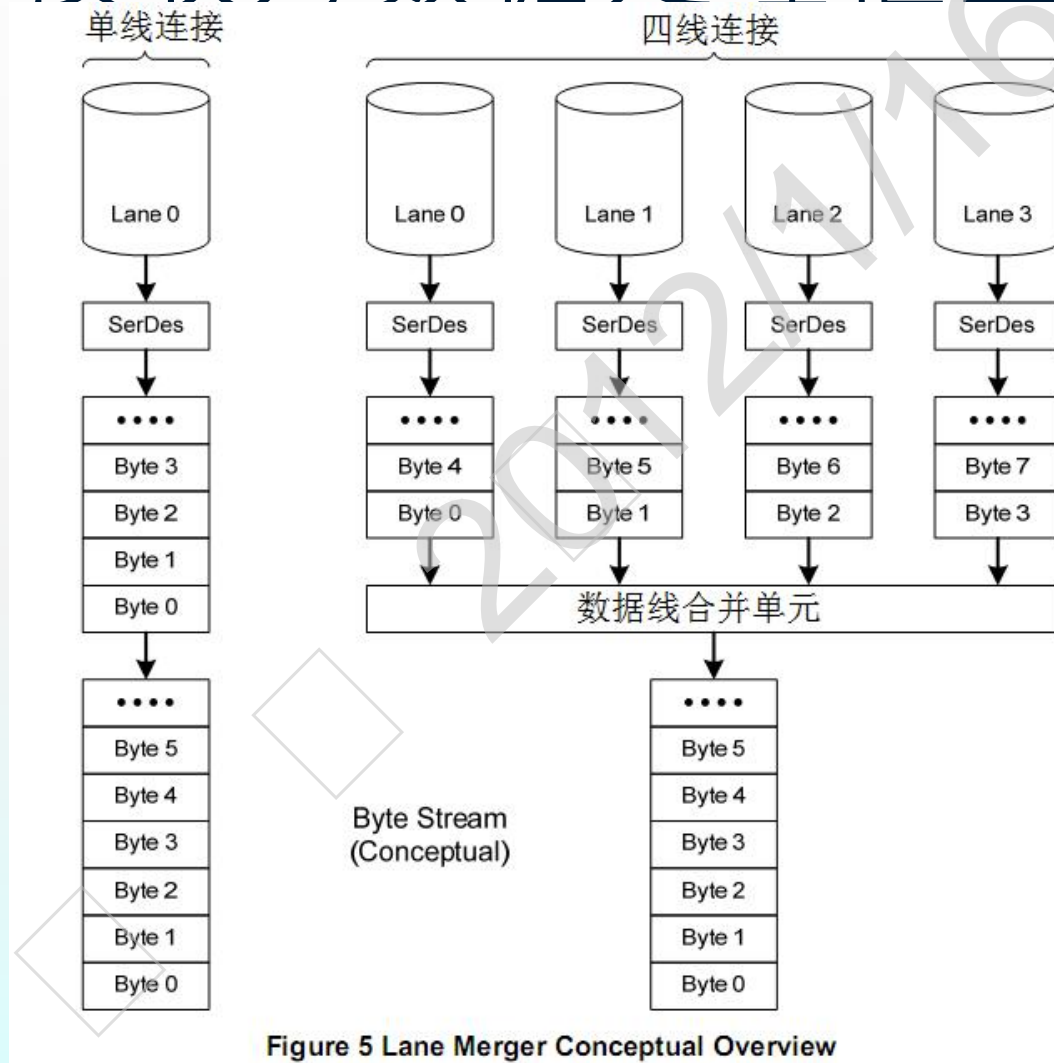 单线连接
四线连接
Lane 0
Lane 0
Lane 1
Lane 2
Lane 3
SerDes
SerDes
SerDes
SerDes
SerDes
••••
Byte 3
Byte 2
Byte 1
Byte 0
••••
Byte 4
Byte 0
••••
Byte 5
Byte 1
••••
Byte 6
Byte 2
••••
Byte 7
Byte 3
数据线合并单元
••••
Byte 5
Byte 4
Byte 3
Byte 2
Byte 1
Byte 0
Byte Stream
(Conceptual)
••••
Byte 5
Byte 4
Byte 3
Byte 2
Byte 1
Byte 0
Figure 5 Lane Merger Conceptual Overview
2012/1/16